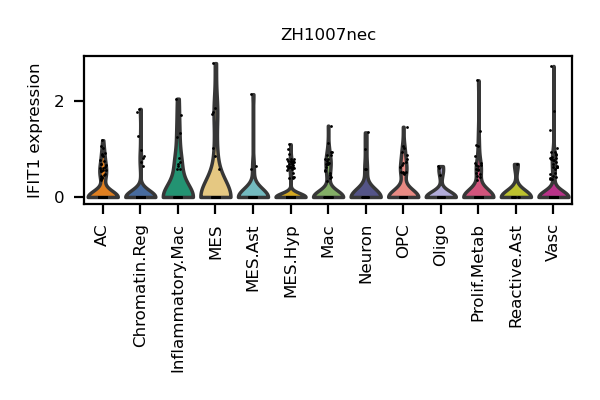 ZH1007nec
IFIT1 expression
2
0
AC
Chromatin.Reg
Inflammatory.Mac
MES
MES.Ast
MES.Hyp
Mac
Neuron
OPC
Oligo
Prolif.Metab
Reactive.Ast
Vasc